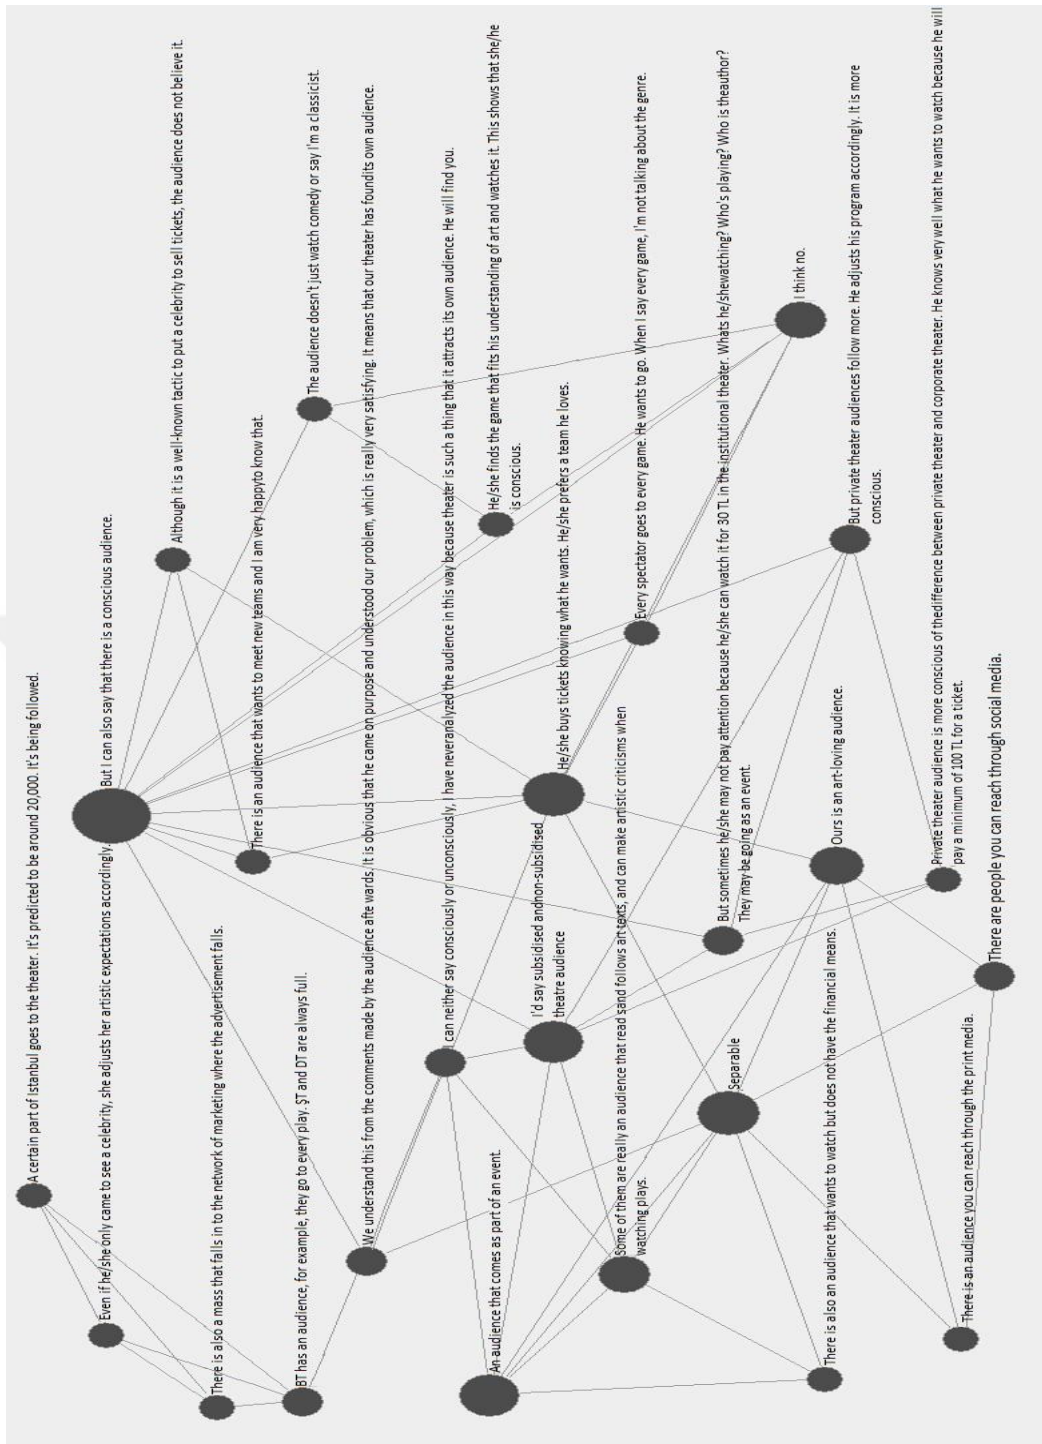 A certain part of Istanbul goes to the theater. It's predicted to be around 20,000. It's being followed.
Even if he/she only came to see a celebrity, she adjusts her artistic expectations accordingly.
But I can also say that there is a conscious audience.
Although it is a well-known tactic to put a celebrity to sell tickets, the audience does not believe it.
There is also a mass that falls in to the network of marketing where the advertisement falls.
There is an audience that wants to meet new teams and I am very happyto know that.
BT has an audience, for example, they go to every play. ŞT and DT are always full.
The audience doesn't just watch comedy or say I'm a classicist.
We understand this from the comments made by the audience afte wards. It is obvious that he came on purpose and understood our problem, which is really very satisfying. It means that our theater has foundits own audience.
I can neither say consciously or unconsciously, I have neveranalyzed the audience in this way because theater is such a thing that it attracts its own audience. He will find you.
An audience that comes as part of an event.
He/she finds the game that fits his understanding of art and watches it. This shows that she/he
is conscious.
I'd say subsidised andnon-subsidised
theatre audience
He/she buys tickets knowing what he wants. He/she prefers a team he loves.
Some of them are really an audience that read sand follows art texts, and can make artistic criticisms when
watching plays.
Every spectator goes to every game. He wants to go. When I say every game, I'm not talking about the genre.
But sometimes he/she may not pay attention because he/she can watch it for 30 TL in the institutional theater. Whats he/shewatching? Who's playing? Who is theauthor?
They may be going as an event.
Separable
I think no.
There is also an audience that wants to watch but does not have the financial means.
Ours is an art-loving audience.
But private theater audiences follow more. He adjusts his program accordingly. It is more
conscious.
Private theater audience is more conscious of thedifference between private theater and corporate theater. He knows very well what he wants to watch because he will
pay a minimum of 100 TL for a ticket.
There is an audience you can reach through the print media.
There are people you can reach through social media.